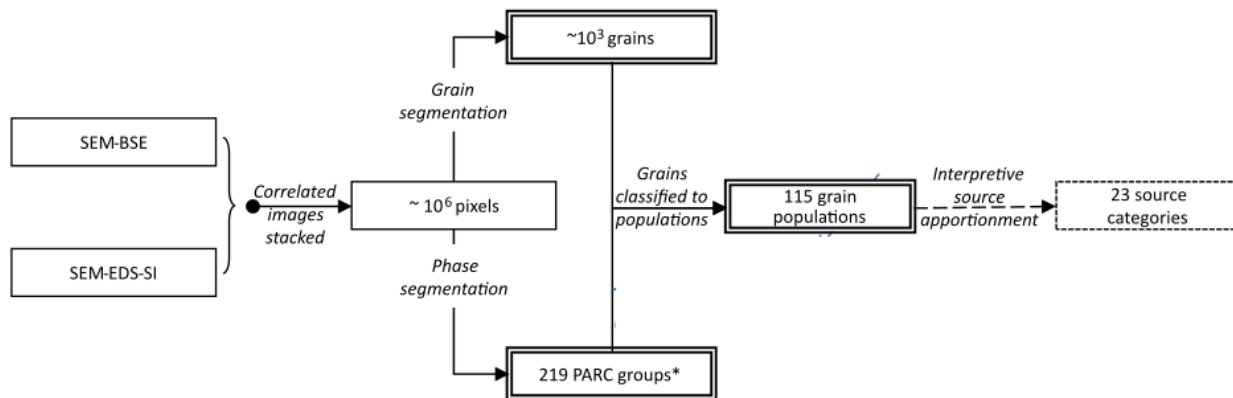 ~10³ grains
Grain
segmentation
SEM-BSE
Correlated
images
stacked
~ 10⁶ pixels
Grains
classified to
populations
115 grain
populations
Interpretive
source
apportionment
23 source
categories
SEM-EDS-SI
Phase
segmentation
219 PARC groups*